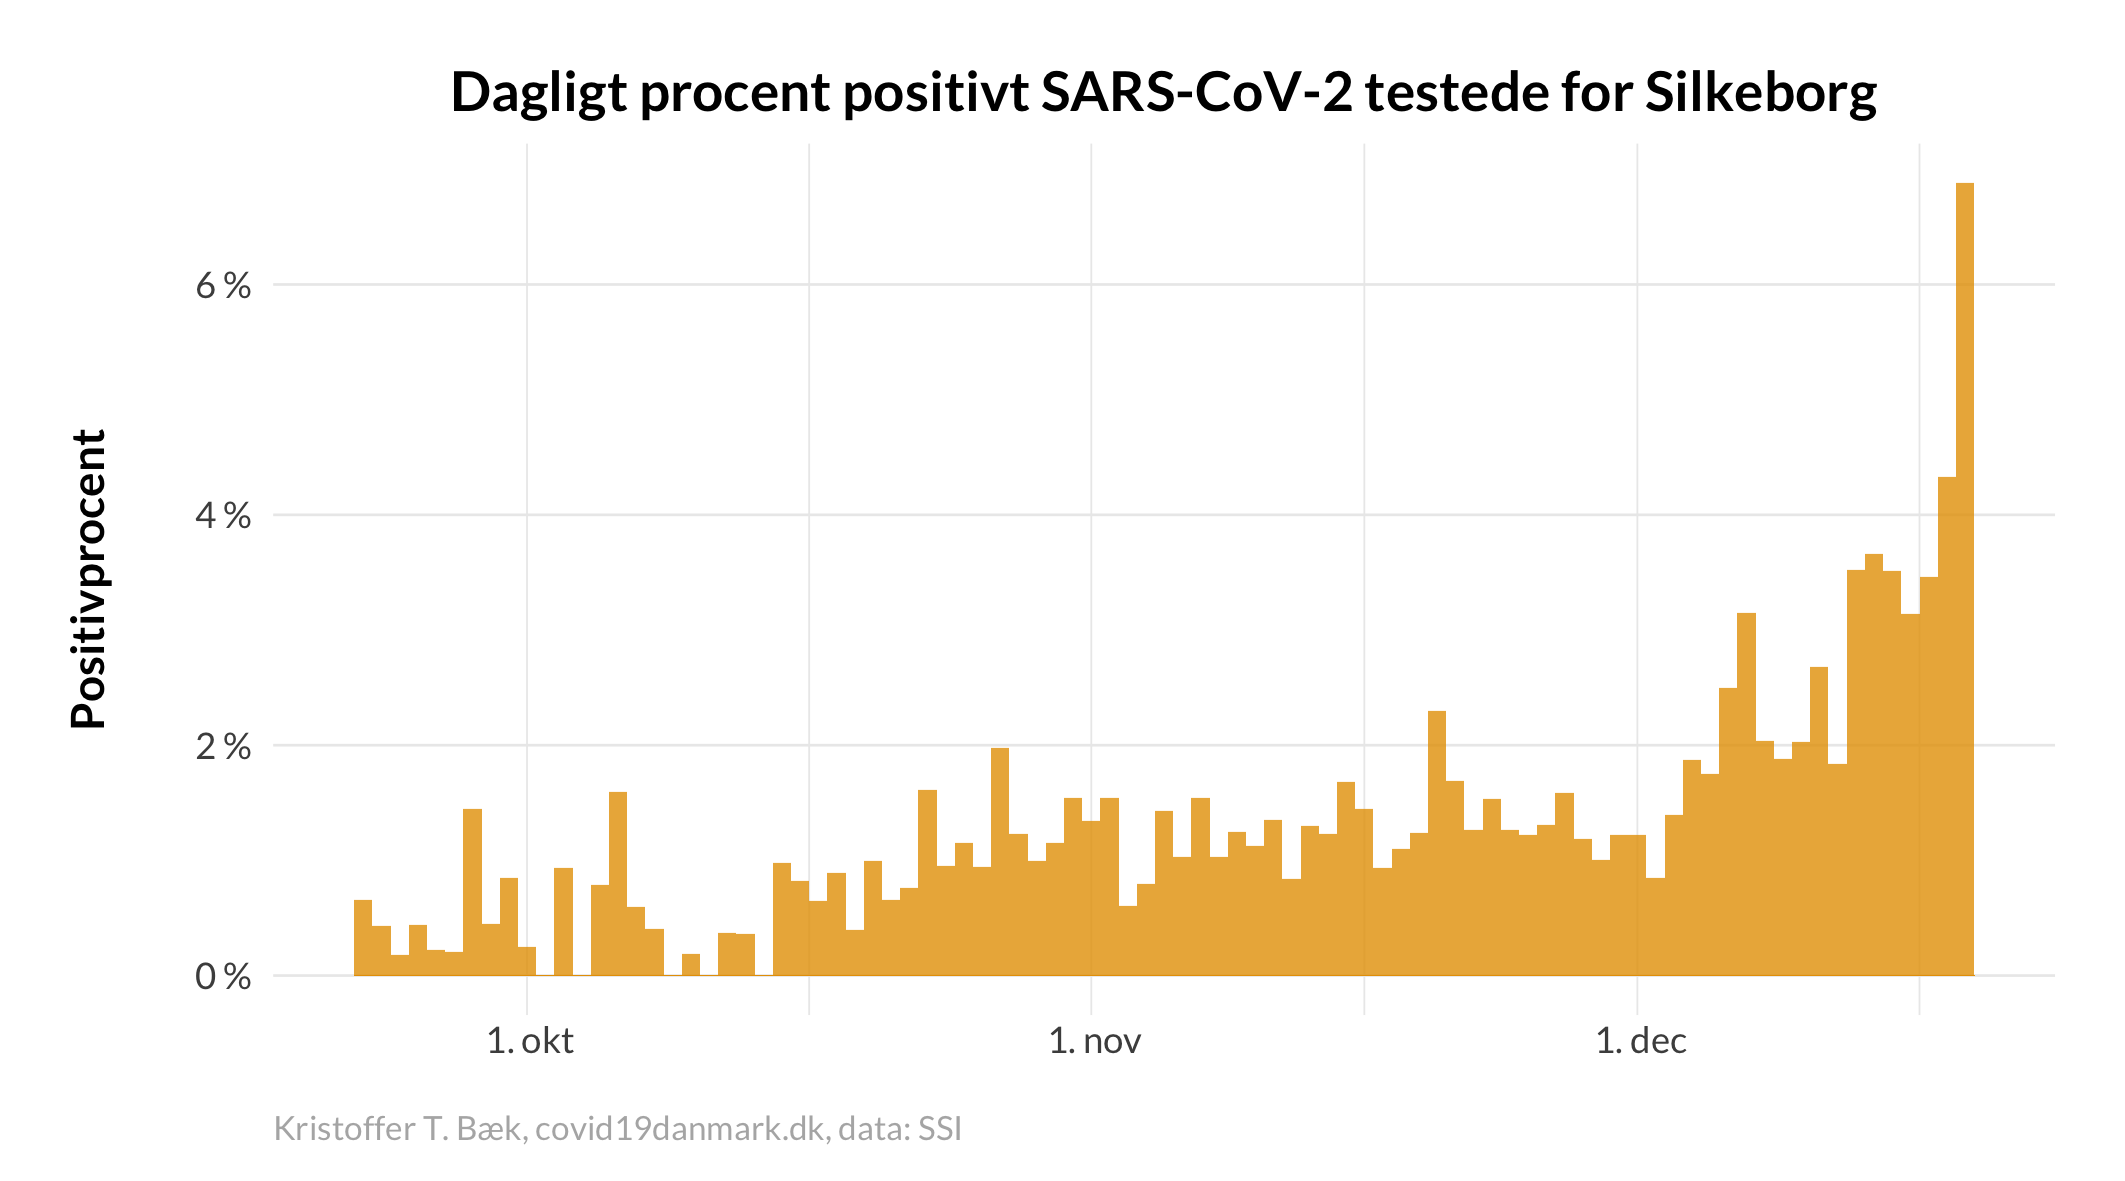 Dagligt procent positivt SARS-CoV-2 testede for Silkeborg
Positivprocent
6 %
4 %
2 %
0 %
1. okt
1. nov
1. dec
Kristoffer T. Bæk, covid19danmark.dk, data: SSI